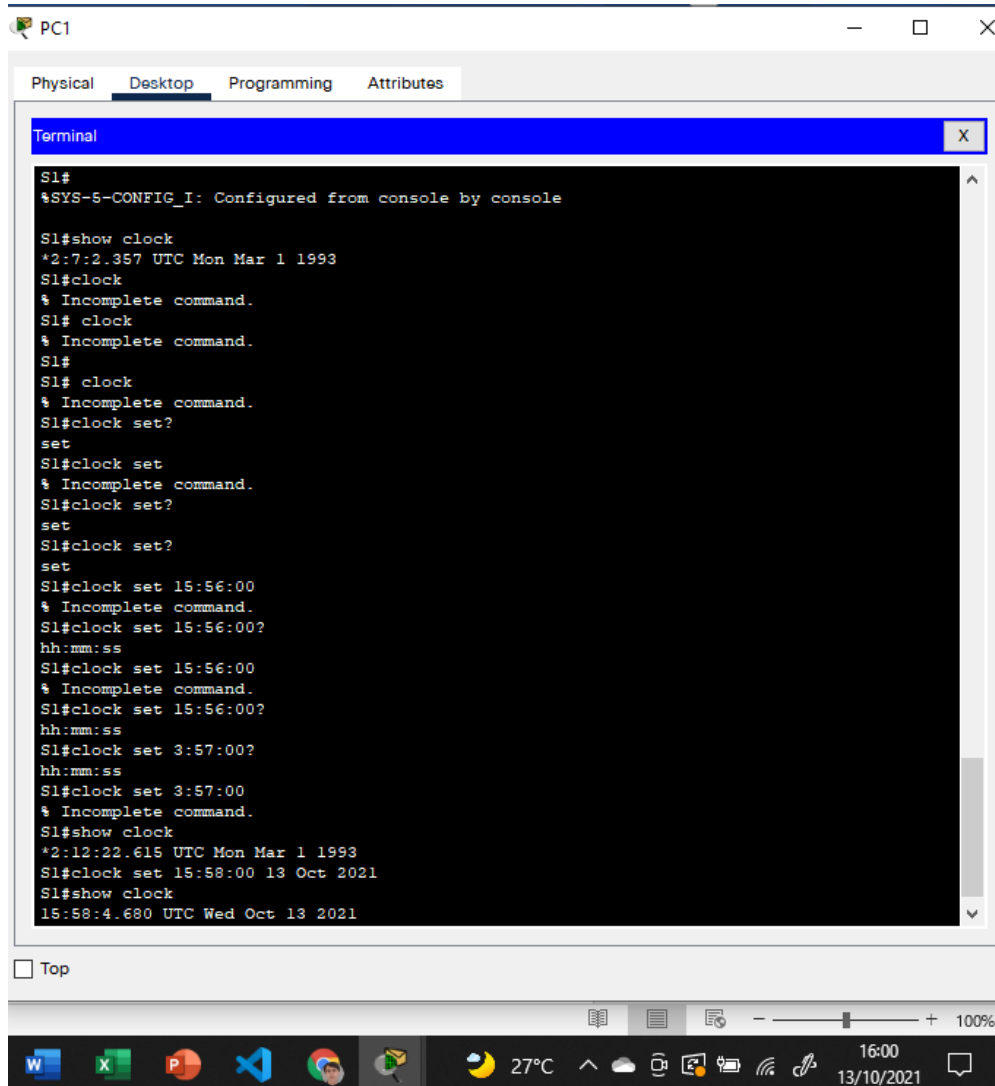 PC1
Physical Desktop Programming Attributes
Terminal X
S1#
%SYS-5-CONFIG_I: Configured from console by console
S1#show clock
*2:7:2.357 UTC Mon Mar 1 1993
S1#clock
% Incomplete command.
S1# clock
% Incomplete command.
S1#
S1# clock
% Incomplete command.
S1#clock set?
set
S1#clock set
% Incomplete command.
S1#clock set?
set
S1#clock set?
set
S1#clock set 15:56:00
% Incomplete command.
S1#clock set 15:56:00?
hh:mm:ss
S1#clock set 15:56:00
% Incomplete command.
S1#clock set 15:56:00?
hh:mm:ss
S1#clock set 3:57:00?
hh:mm:ss
S1#clock set 3:57:00
% Incomplete command.
S1#show clock
*2:12:22.615 UTC Mon Mar 1 1993
S1#clock set 15:58:00 13 Oct 2021
S1#show clock
15:58:4.680 UTC Wed Oct 13 2021
Top
100%
27°C 16:00
13/10/2021